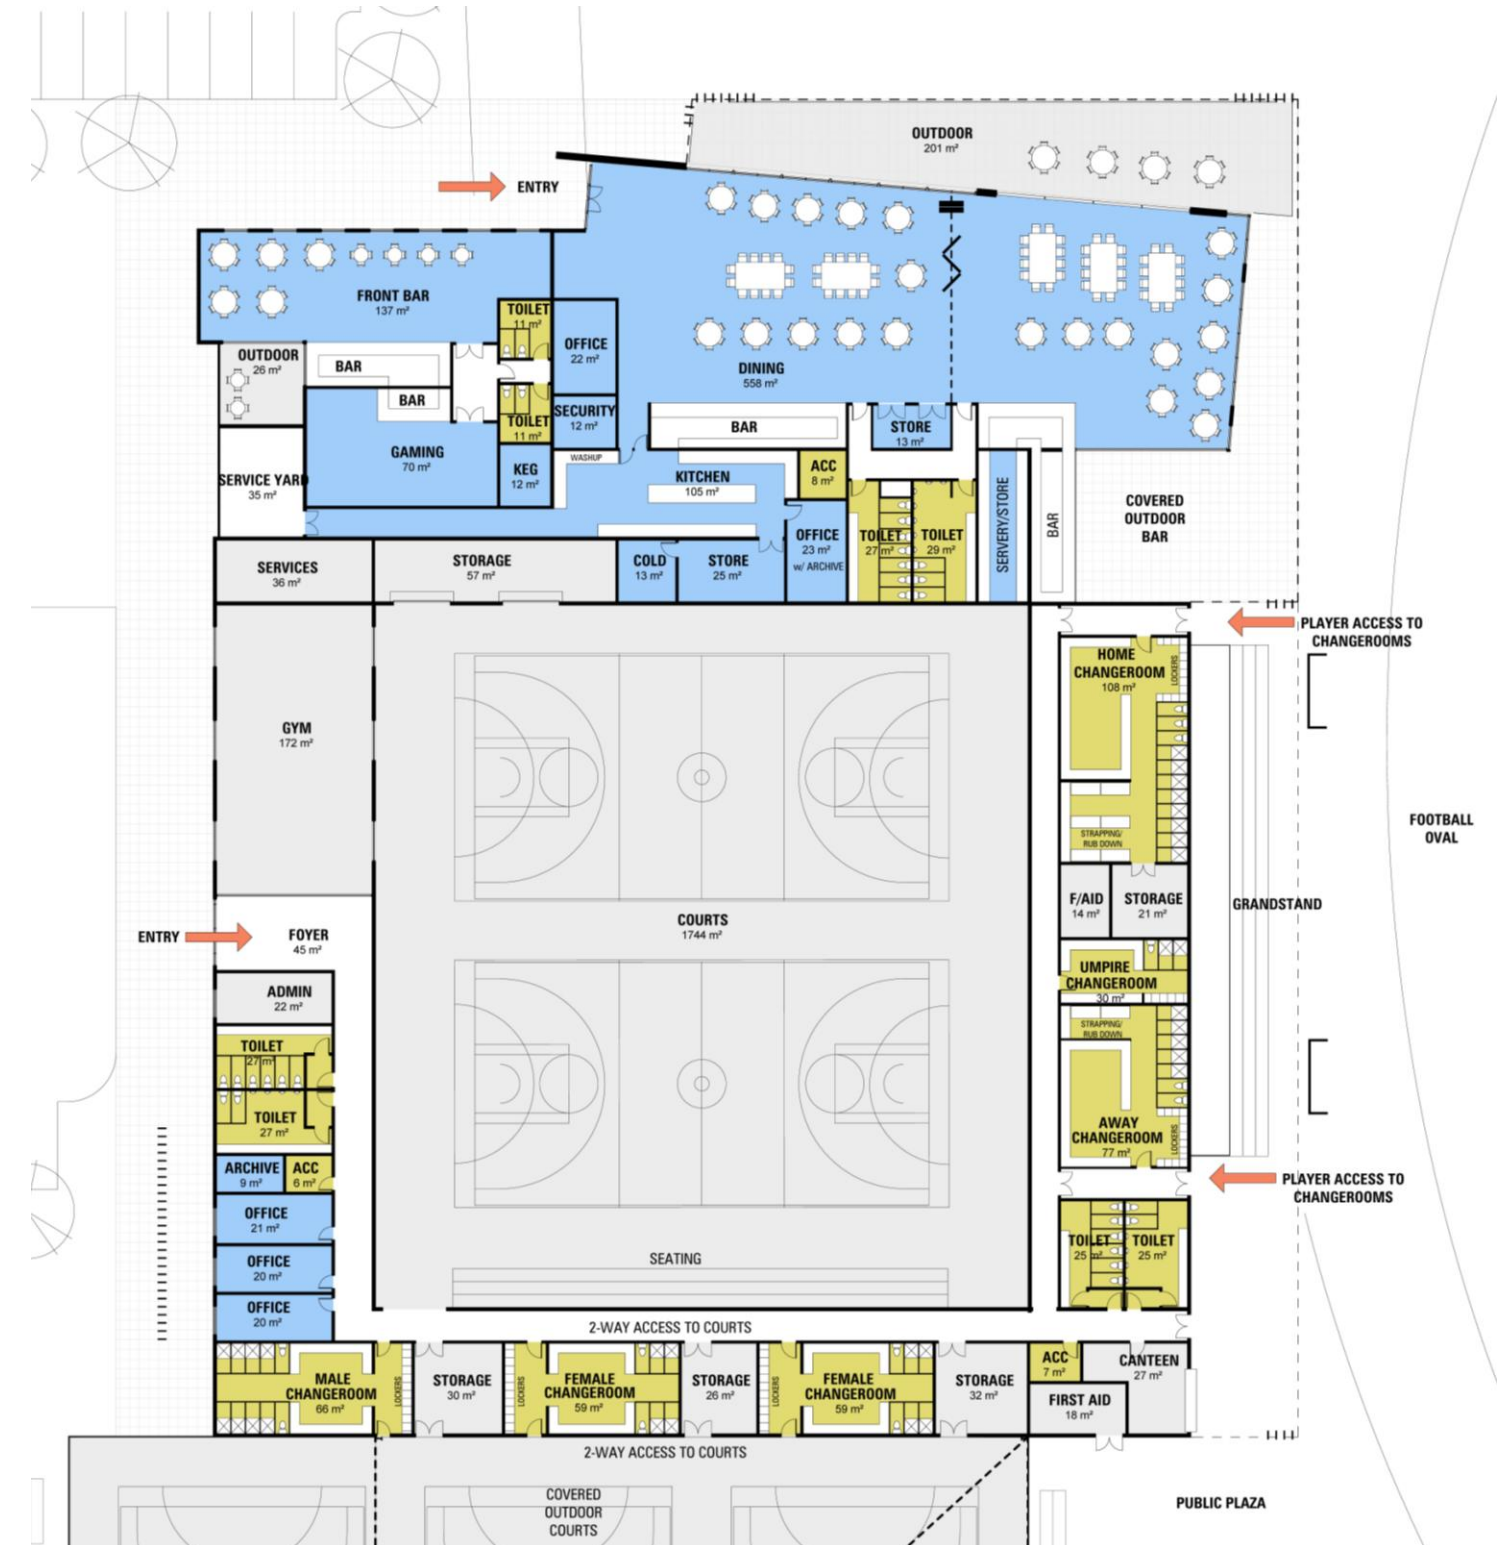 OUTDOOR
201 m²
ENTRY
FRONT BAR
137 m²
TOILET
11 m²
OFFICE
22 m²
OUTDOOR
26 m²
BAR
BAR
DINING
558 m²
TOILET
11 m²
SECURITY
12 m²
BAR
STORE
13 m²
GAMING
70 m²
KEG
12 m²
WASHUP
KITCHEN
105 m²
ACC
8 m²
SERVICE YARD
35 m²
SERVERY/STORE
BAR
COVERED
OUTDOOR
BAR
OFFICE
23 m²
w/ ARCHIVE
TOILET
27 m²
TOILET
29 m²
SERVICES
36 m²
STORAGE
57 m²
COLD
13 m²
STORE
25 m²
PLAYER ACCESS TO
CHANGEROOMS
HOME
CHANGEROOM
108 m²
LOCKERS
GYM
172 m²
STRAPPING/
RUB DOWN
FOOTBALL
OVAL
F/AID
14 m²
STORAGE
21 m²
GRANDSTAND
ENTRY
FOYER
45 m²
COURTS
1744 m²
UMPIRE
CHANGEROOM
30 m²
ADMIN
22 m²
STRAPPING/
RUB DOWN
TOILET
27 m²
TOILET
27 m²
AWAY
CHANGEROOM
77 m²
LOCKERS
ARCHIVE
9 m²
ACC
6 m²
PLAYER ACCESS TO
CHANGEROOMS
OFFICE
21 m²
OFFICE
20 m²
OFFICE
20 m²
SEATING
TOILET
25 m²
TOILET
25 m²
2-WAY ACCESS TO COURTS
MALE
CHANGEROOM
66 m²
LOCKERS
STORAGE
30 m²
LOCKERS
FEMALE
CHANGEROOM
59 m²
STORAGE
26 m²
LOCKERS
FEMALE
CHANGEROOM
59 m²
STORAGE
32 m²
ACC
7 m²
CANTEEN
27 m²
FIRST AID
18 m²
2-WAY ACCESS TO COURTS
COVERED
OUTDOOR
COURTS
PUBLIC PLAZA